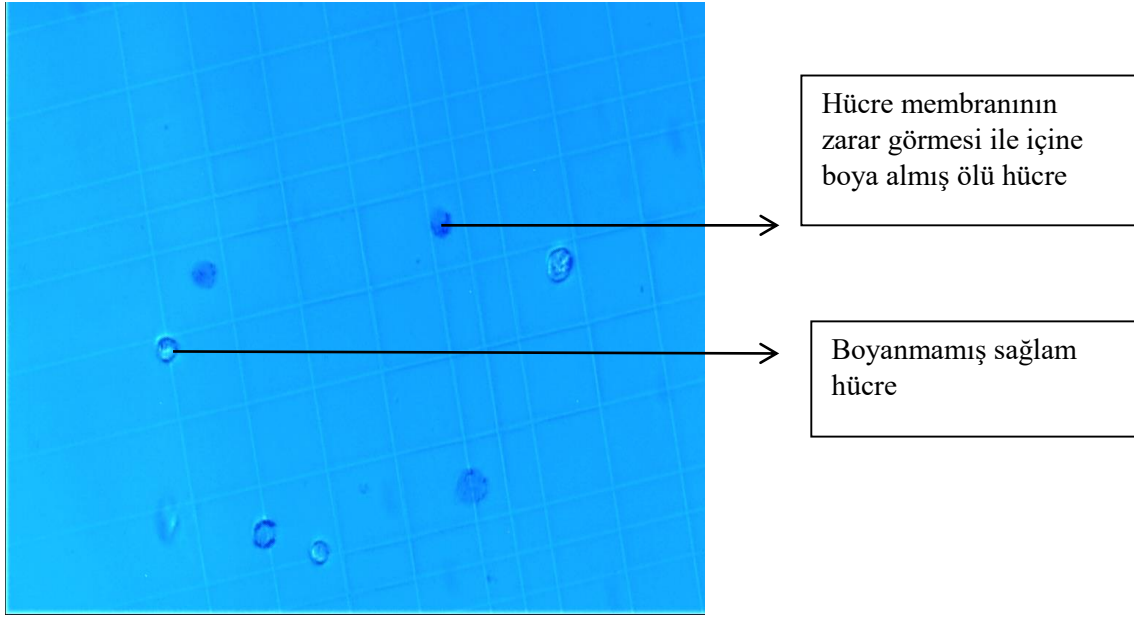 Hücre membranının
zarar görmesi ile içine
boya almış ölü hücre
Boyanmamış sağlam
hücre